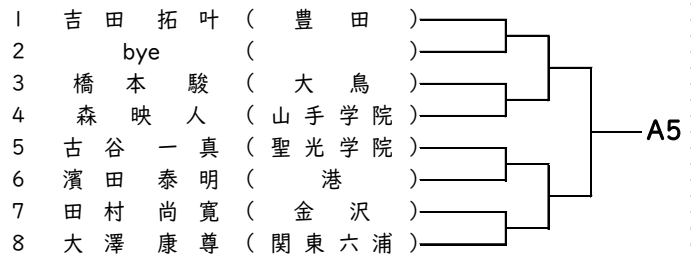 1 吉田 拓叶 ( 豊田 )
2 bye ( )
3 橋本 駿 ( 大鳥 )
4 森 映人 ( 山手学院 )
A5
5 古谷 一真 ( 聖光学院 )
6 濱田 泰明 ( 港 )
7 田村 尚寛 ( 金沢 )
8 大澤 康尊 ( 関東六浦 )